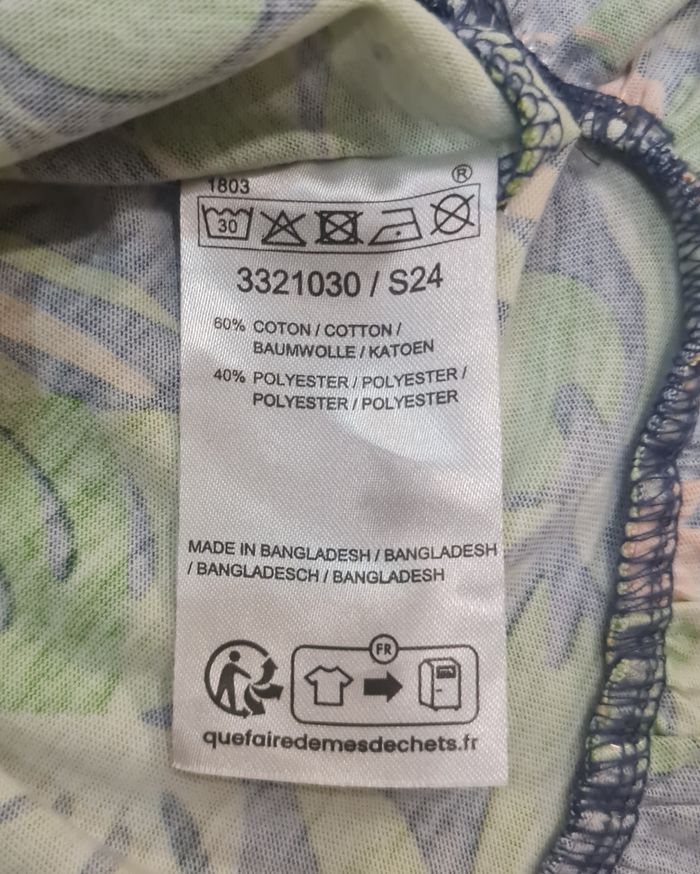 1803 ®
30
3321030 / S24
60% COTON / COTTON /
BAUMWOLLE / KATOEN
40% POLYESTER / POLYESTER /
POLYESTER / POLYESTER
MADE IN BANGLADESH / BANGLADESH
/ BANGLADESCH / BANGLADESH
FR
quefairedemesdechets.fr